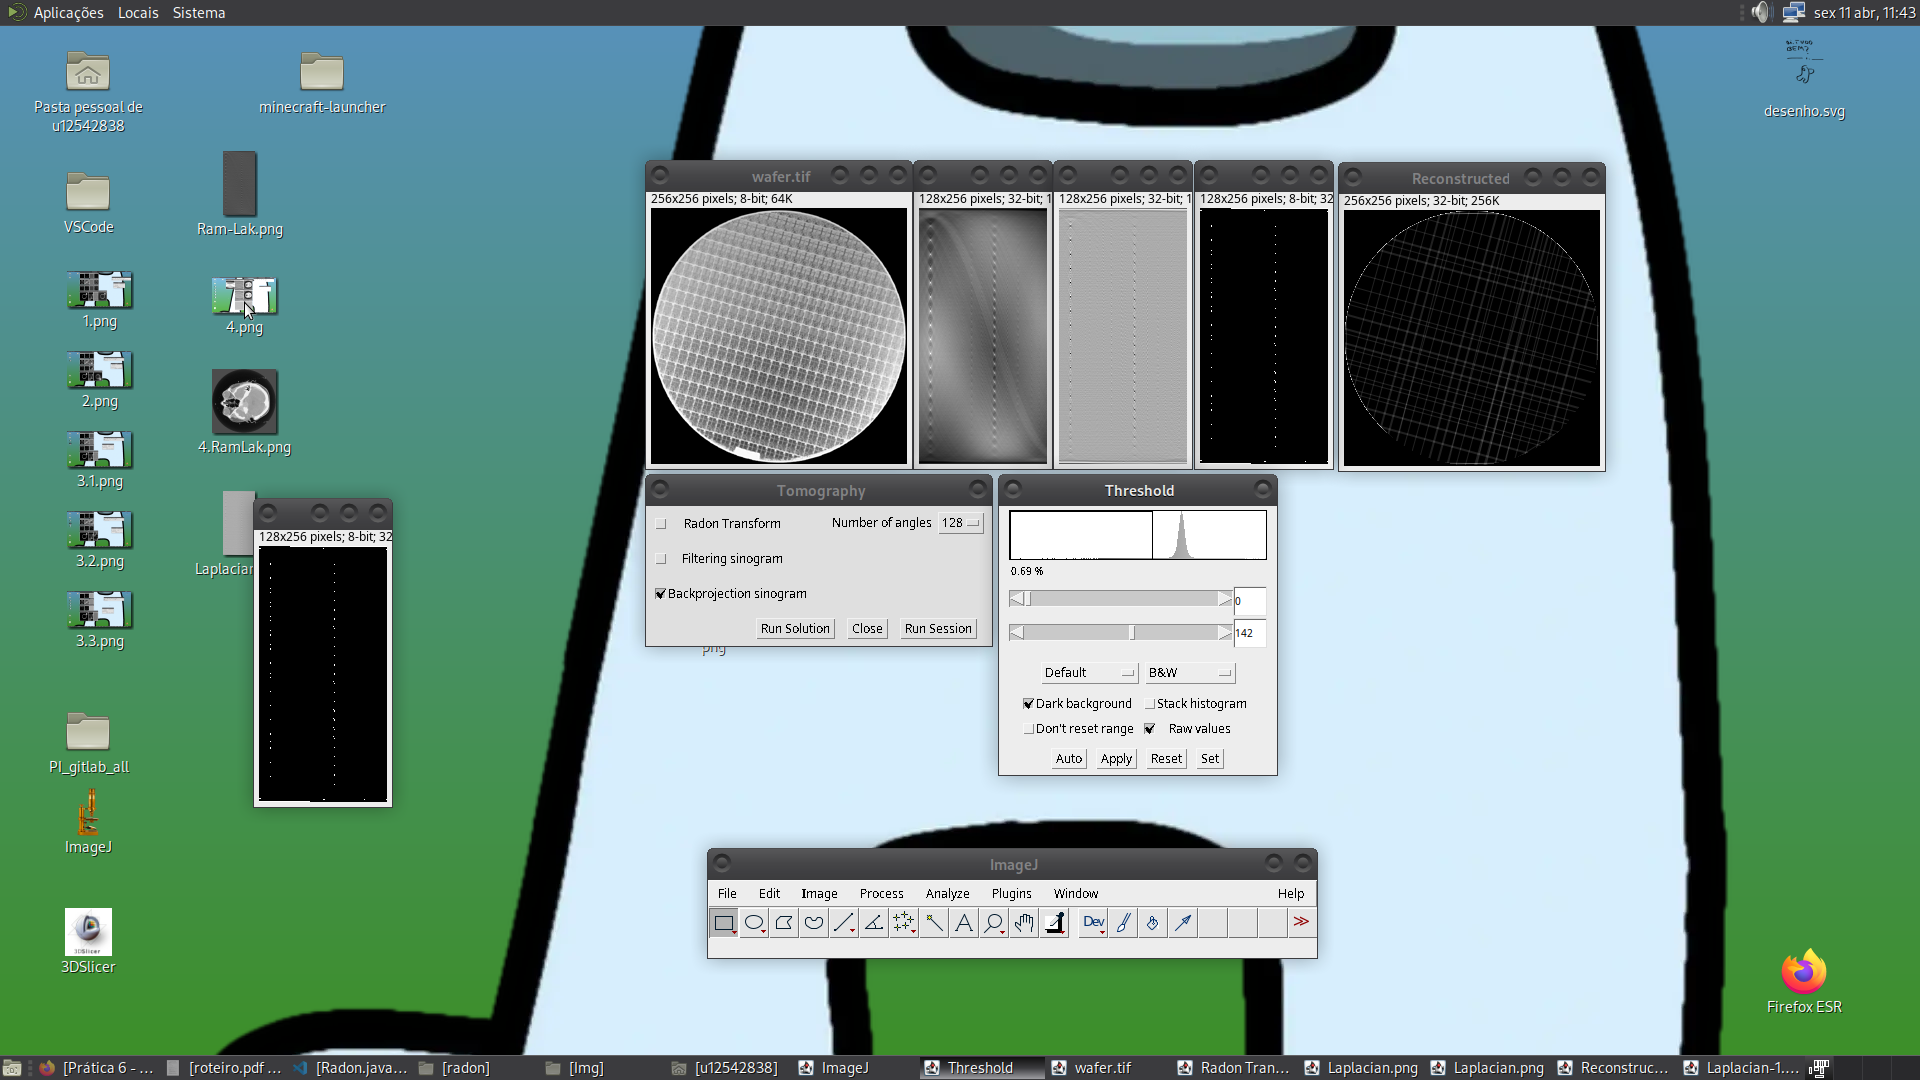 Aplicações Locais Sistema
sex 11 abr, 11:43
Pasta pessoal de
u12542838
minecraft-launcher
desenho.svg
VSCode
Ram-Lak.png
1.png
4.png
2.png
4.RamLak.png
3.1.png
3.2.png
Laplacian
3.3.png
128x256 pixels; 8-bit; 32
PI_gitlab_all
ImageJ
3DSlicer
3DSlicer
wafer.tif
256x256 pixels; 8-bit; 64K
128x256 pixels; 32-bit; 1
128x256 pixels; 32-bit; 1
128x256 pixels; 8-bit; 32
Reconstructed
256x256 pixels; 32-bit; 256K
Tomography
Radon Transform
Number of angles 128
Filtering sinogram
Backprojection sinogram
Run Solution Close Run Session
png
Threshold
0.69 %
0
142
Default B&W
Dark background Stack histogram
Don't reset range Raw values
Auto Apply Reset Set
ImageJ
File Edit Image Process Analyze Plugins Window Help
Dev
Firefox ESR
[Prática 6 - ... [roteiro.pdf ... [Radon.java... [radon] [Img] [u12542838] ImageJ Threshold wafer.tif Radon Tran... Laplacian.png Laplacian.png Reconstruc... Laplacian-1....